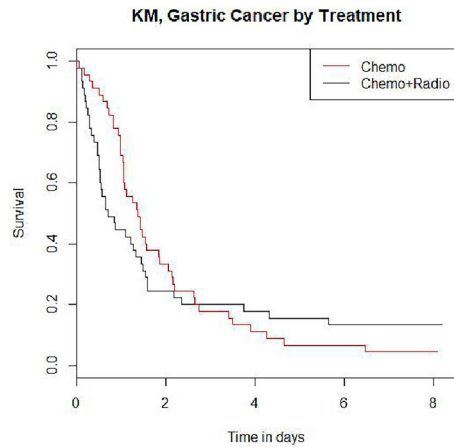 KM, Gastric Cancer by Treatment
Chemo
Chemo+Radio
Survival
1.0
0.8
0.6
0.4
0.2
0.0
0 2 4 6 8
Time in days